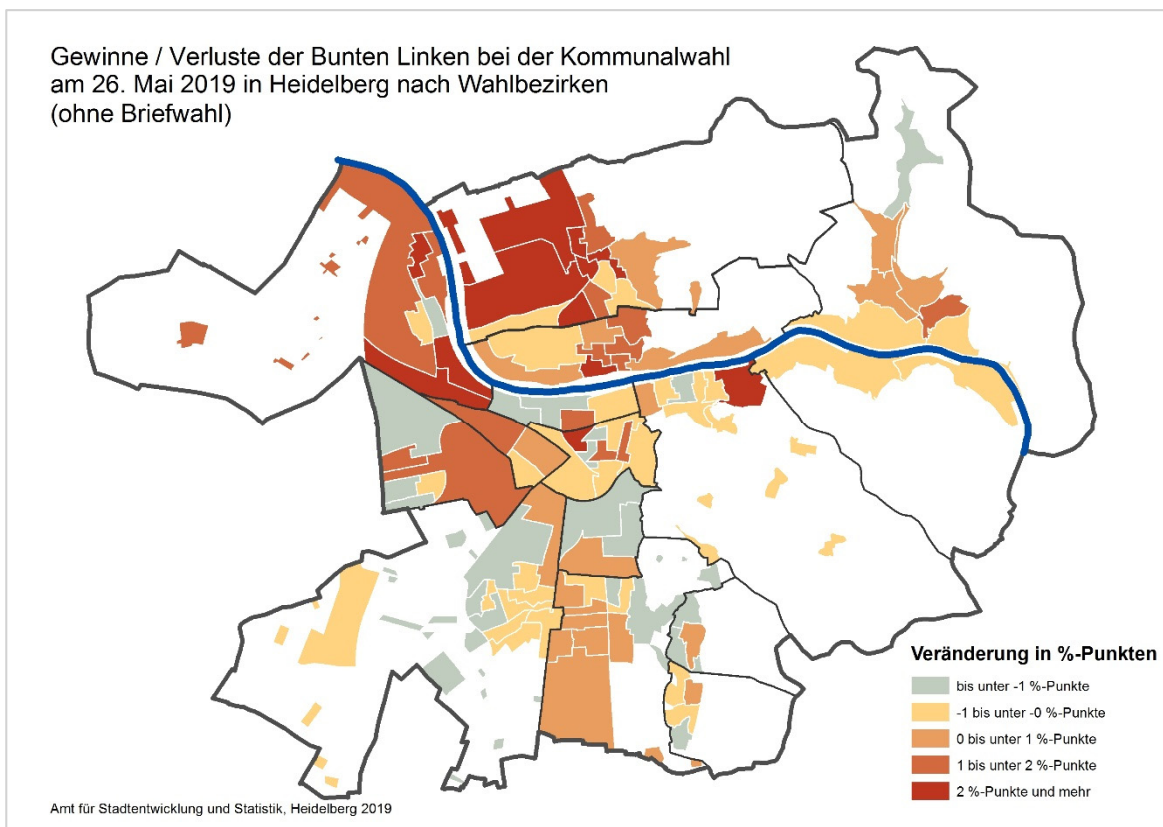 Gewinne / Verluste der Bunten Linken bei der Kommunalwahl
am 26. Mai 2019 in Heidelberg nach Wahlbezirken
(ohne Briefwahl)
Veränderung in %-Punkten
bis unter -1 %-Punkte
-1 bis unter -0 %-Punkte
0 bis unter 1 %-Punkte
1 bis unter 2 %-Punkte
2 %-Punkte und mehr
Amt für Stadtentwicklung und Statistik, Heidelberg 2019